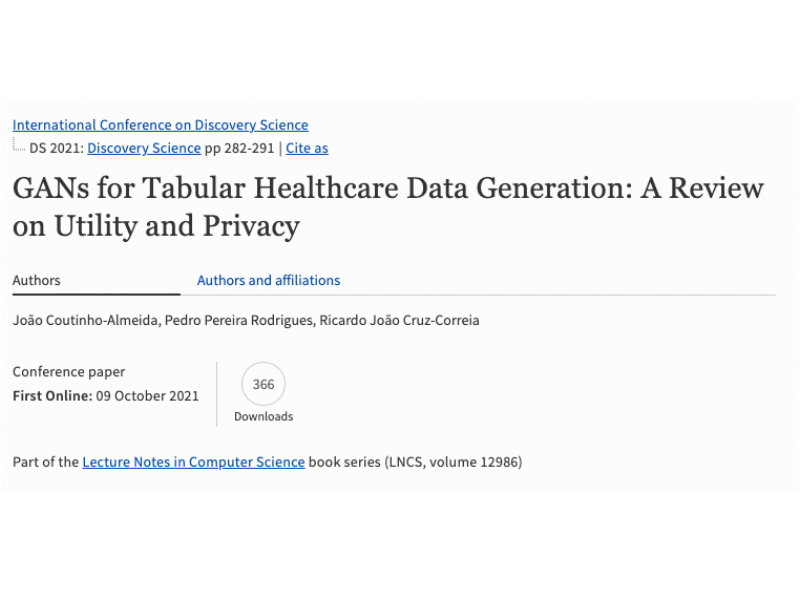 International Conference on Discovery Science
DS 2021: Discovery Science pp 282-291 | Cite as
GANs for Tabular Healthcare Data Generation: A Review
on Utility and Privacy
Authors Authors and affiliations
João Coutinho-Almeida, Pedro Pereira Rodrigues, Ricardo João Cruz-Correia
Conference paper
First Online: 09 October 2021
366
Downloads
Part of the Lecture Notes in Computer Science book series (LNCS, volume 12986)